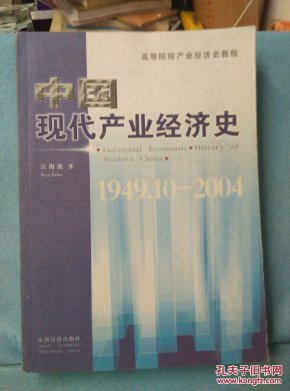 高等院校产业经济史教程
中国
现代产业经济史
Industrial Economic History of
Modern China
汪海波 著
Wang Haibo
1949.10—2004
山西经济出版社
孔夫子旧书网